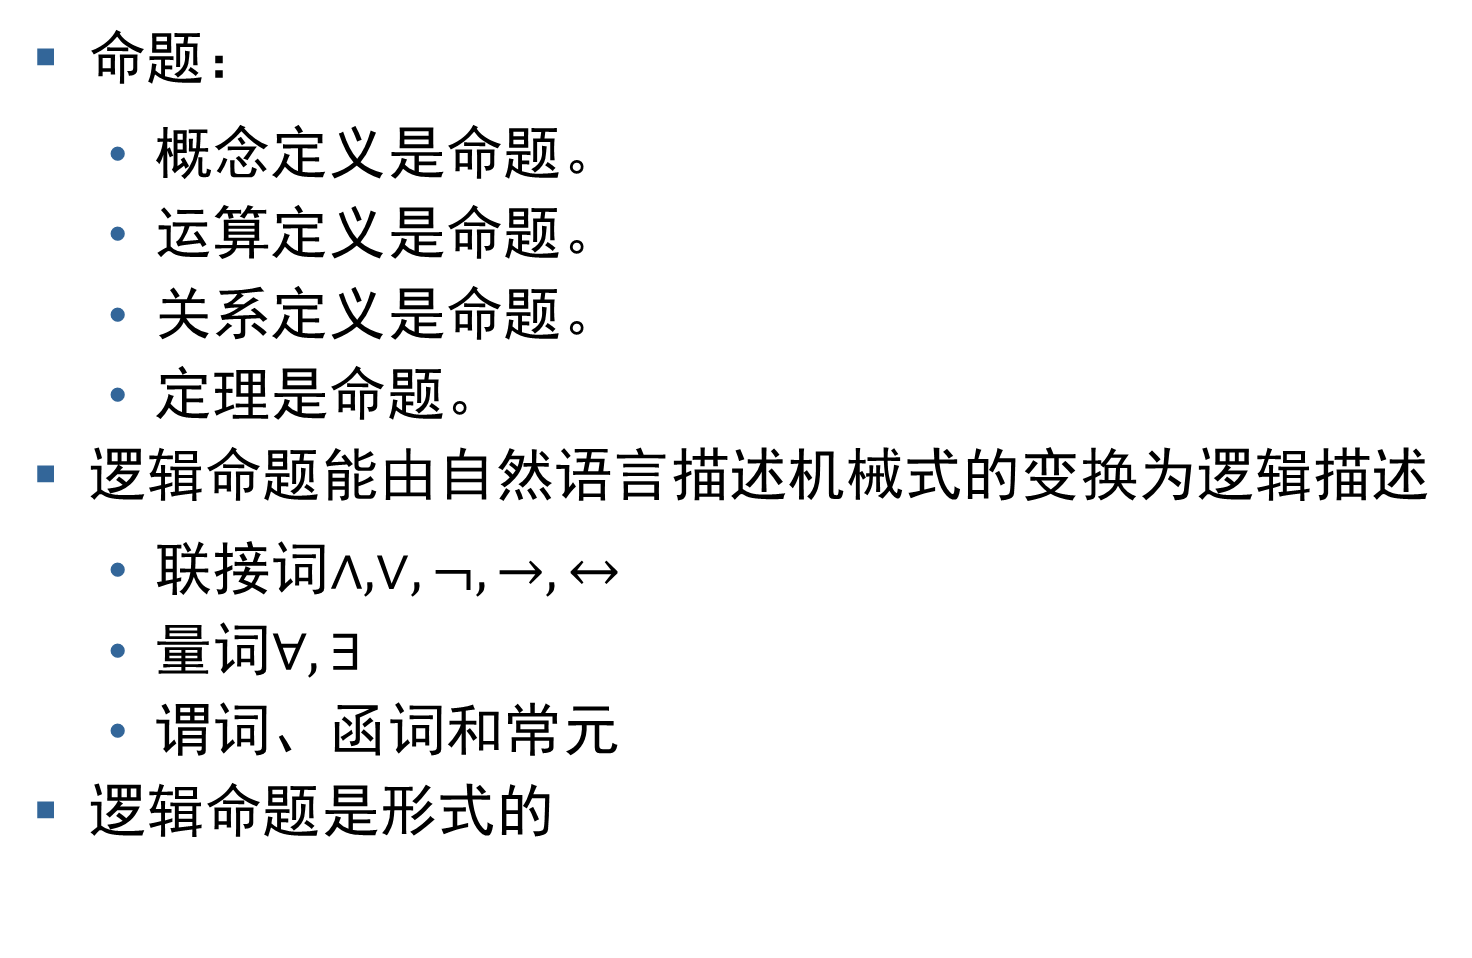 ▪ 命题：
• 概念定义是命题。
• 运算定义是命题。
• 关系定义是命题。
• 定理是命题。
▪ 逻辑命题能由自然语言描述机械式的变换为逻辑描述
• 联接词∧,∨, ¬, →, ↔
• 量词∀, ∃
• 谓词、函词和常元
▪ 逻辑命题是形式的